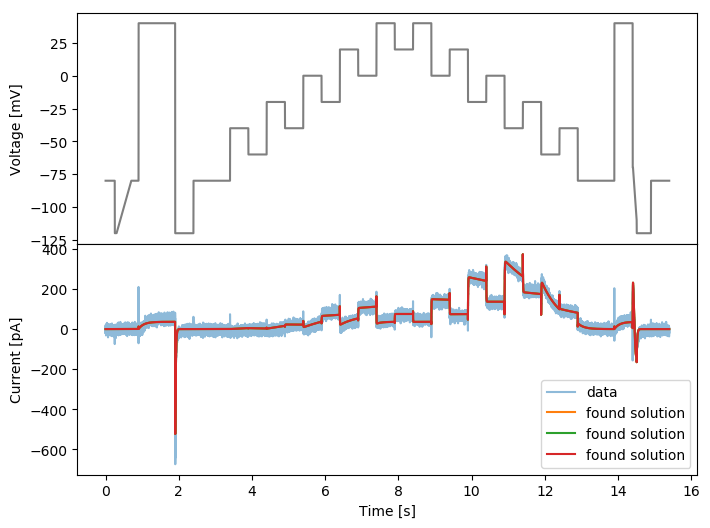 25
0
−25
−50
−75
−100
−125
Voltage [mV]
400
200
0
−200
−400
−600
Current [pA]
data
found solution
found solution
found solution
0 2 4 6 8 10 12 14 16
Time [s]